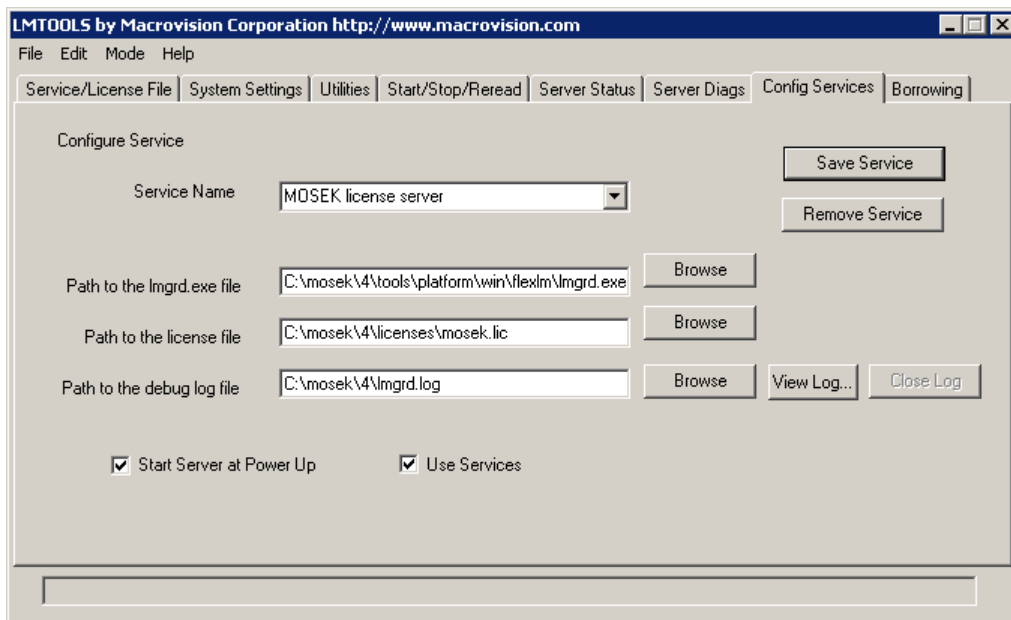 LMTOOLS by Macrovision Corporation http://www.macrovision.com
File Edit Mode Help
Service/License File System Settings Utilities Start/Stop/Reread Server Status Server Diags Config Services Borrowing
Configure Service
Save Service
Service Name MOSEK license server
Remove Service
Path to the lmgrd.exe file C:\mosek\4\tools\platform\win\flexlm\lmgrd.exe Browse
Path to the license file C:\mosek\4\licenses\mosek.lic Browse
Path to the debug log file C:\mosek\4\lmgrd.log Browse View Log... Close Log
Start Server at Power Up Use Services